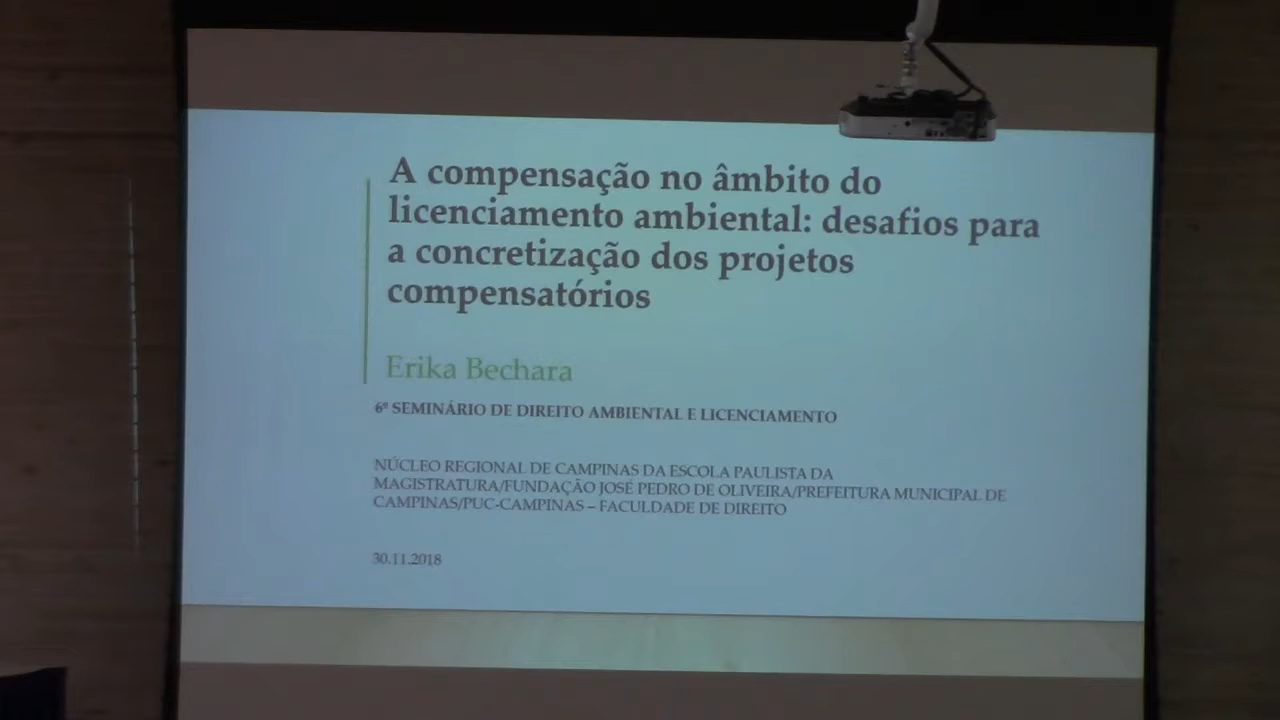 A compensação no âmbito do
licenciamento ambiental: desafios para
a concretização dos projetos
compensatórios
Erika Bechara
6º SEMINÁRIO DE DIREITO AMBIENTAL E LICENCIAMENTO
NÚCLEO REGIONAL DE CAMPINAS DA ESCOLA PAULISTA DA
MAGISTRATURA/FUNDAÇÃO JOSÉ PEDRO DE OLIVEIRA/PREFEITURA MUNICIPAL DE
CAMPINAS/PUC-CAMPINAS – FACULDADE DE DIREITO
30.11.2018